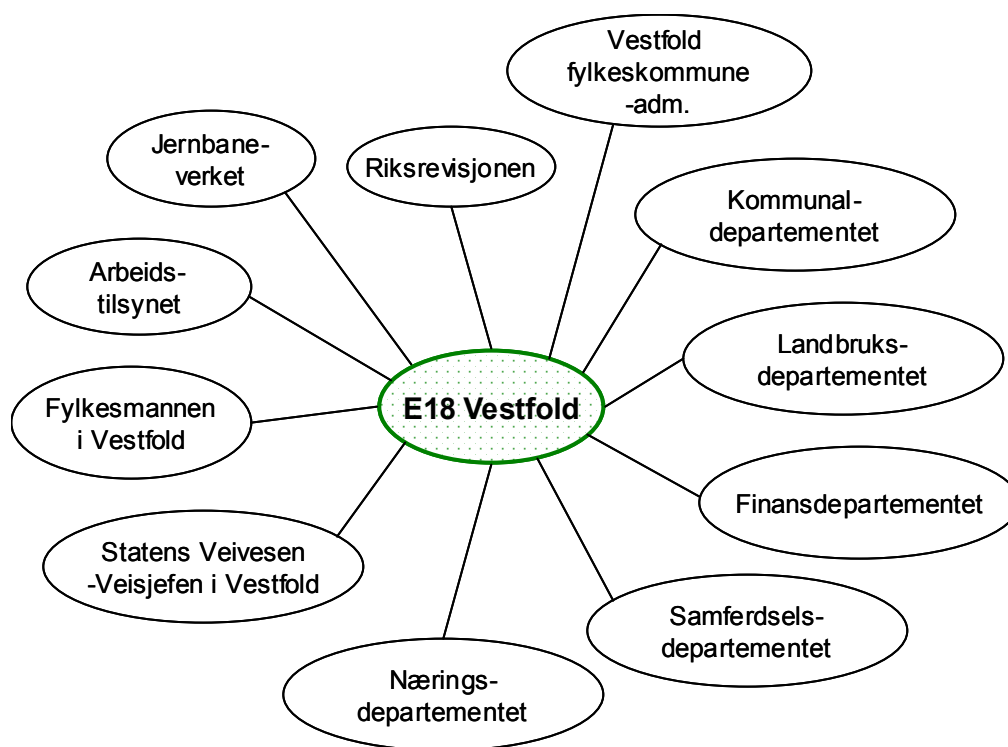 Vestfold
fylkeskommune
-adm.
Jernbane-
verket
Riksrevisjonen
Kommunal-
departementet
Arbeids-
tilsynet
Landbruks-
departementet
Fylkesmannen
i Vestfold
E18 Vestfold
Finansdepartementet
Statens Veivesen
-Veisjefen i Vestfold
Samferdsels-
departementet
Nærings-
departementet